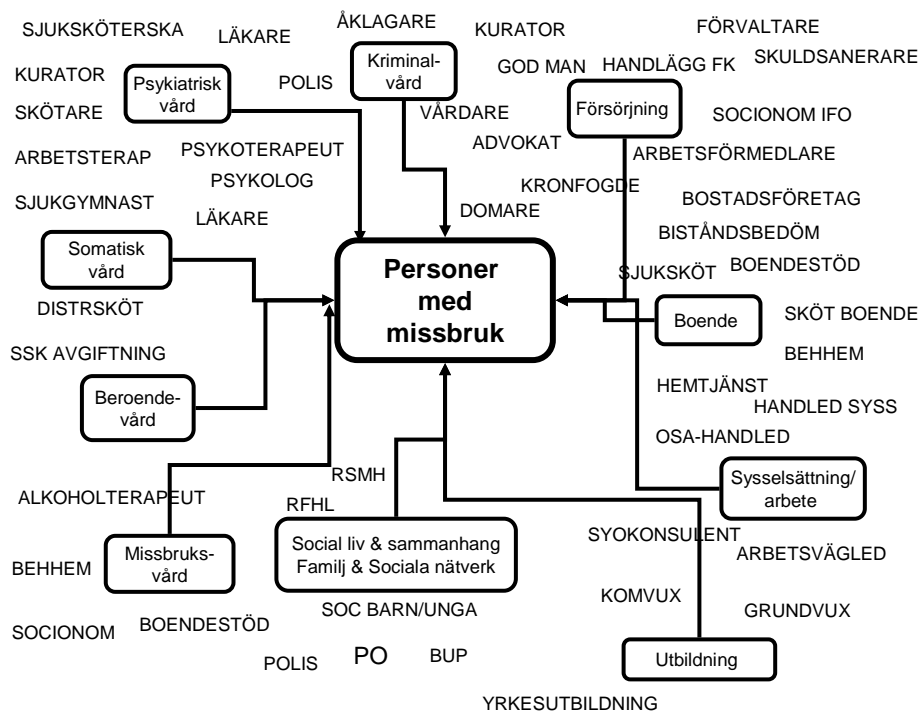 SJUKSKÖTERSKA
LÄKARE
ÅKLAGARE
KURATOR
FÖRVALTARE
SKULDSANERARE
KURATOR
Psykiatrisk
vård
POLIS
Kriminal-
vård
GOD MAN
HANDLÄGG FK
SKÖTARE
VÅRDARE
Försörjning
SOCIONOM IFO
ARBETSTERAP
PSYKOTERAPEUT
ADVOKAT
ARBETSFÖRMEDLARE
PSYKOLOG
KRONFOGDE
SJUKGYMNAST
LÄKARE
DOMARE
BOSTADSFÖRETAG
BISTÅNDSBEDÖM
Somatisk
vård
Personer
med
missbruk
SJUKSKÖT
BOENDESTÖD
DISTRSKÖT
Boende
SKÖT BOENDE
SSK AVGIFTNING
BEHHEM
Beroende-
vård
HEMTJÄNST
HANDLED SYSS
OSA-HANDLED
RSMH
Sysselsättning/
arbete
ALKOHOLTERAPEUT
RFHL
Missbruks-
vård
Social liv & sammanhang
Familj & Sociala nätverk
SYOKONSULENT
ARBETSVÄGLED
BEHHEM
KOMVUX
GRUNDVUX
SOC BARN/UNGA
SOCIONOM
BOENDESTÖD
POLIS
PO
BUP
Utbildning
YRKESUTBILDNING